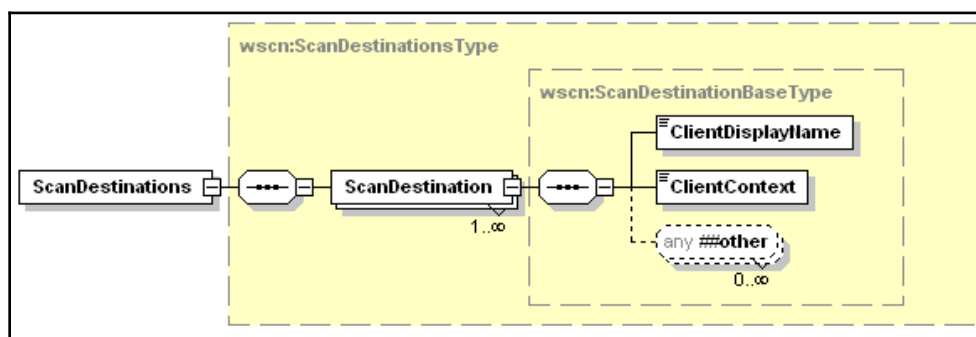 wscn:ScanDestinationsType
wscn:ScanDestinationBaseType
ClientDisplayName
ScanDestinations
ScanDestination
ClientContext
1..∞
any ##other
0..∞